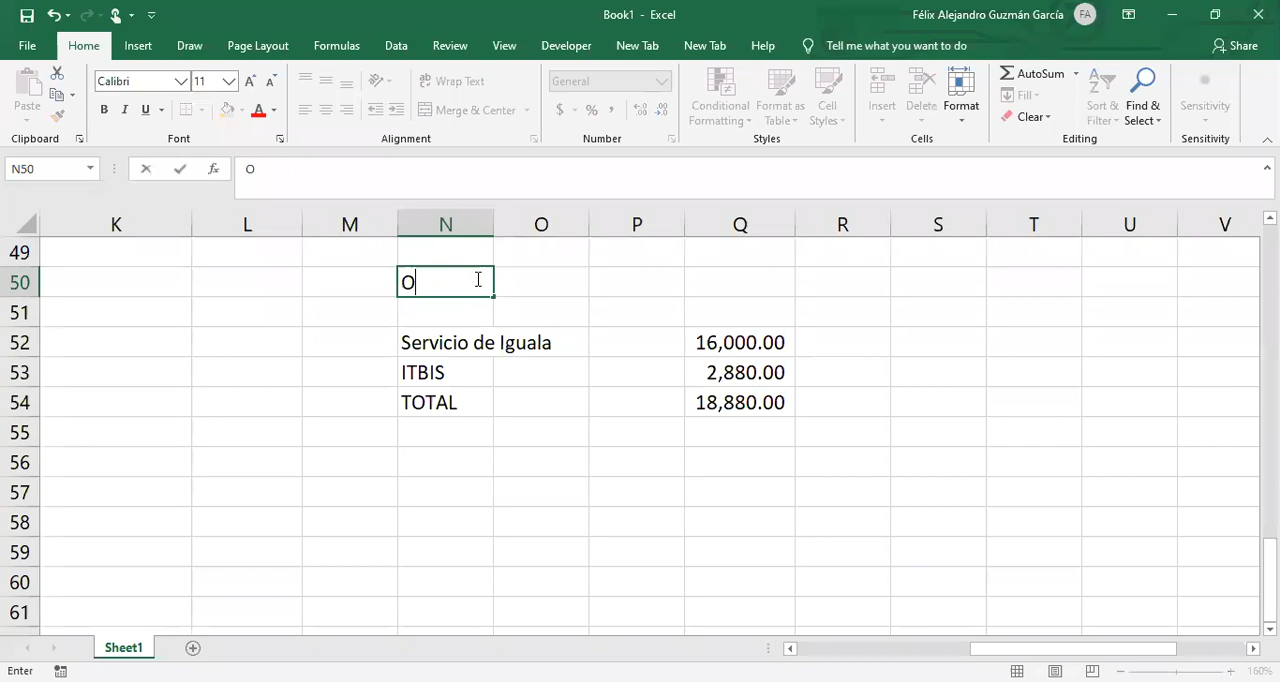 Book1 - Excel
Félix Alejandro Guzmán García FA
File Home Insert Draw Page Layout Formulas Data Review View Developer New Tab New Tab Help Tell me what you want to do Share
Calibri 11 Wrap Text General AutoSum
Paste Fill
B I U Merge & Center $ % , Conditional Formatting Format as Table Cell Styles Insert Delete Format Clear Sort & Filter Find & Select Sensitivity
Clipboard Font Alignment Number Styles Cells Editing Sensitivity
N50 fx O
K L M N O P Q R S T U V
49
50 O
51
52 Servicio de Iguala 16,000.00
53 ITBIS 2,880.00
54 TOTAL 18,880.00
55
56
57
58
59
60
61
Sheet1
Enter 160%